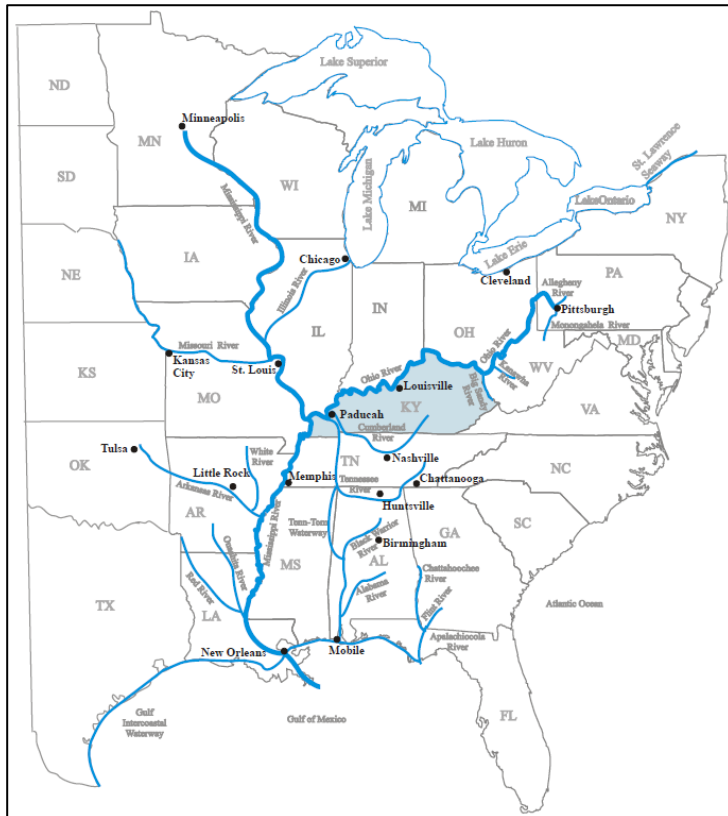 Lake Superior
ND
Minneapolis
MN
Lake Huron
St. Lawrence
Seaway
SD
WI
Mississippi River
Lake Michigan
MI
LakeOntario
NY
IA
Chicago
Lake Erie
NE
Cleveland
PA
Illinois River
Allegheny
River
IN
Pittsburgh
IL
OH
Monongahela River
Missouri River
Ohio River
MD
KS
Kansas
City
St. Louis
Ohio River
WV
Kanawha
River
Louisville
Big Sandy
River
MO
KY
VA
Paducah
Cumberland
River
Tulsa
White
River
TN
Nashville
NC
OK
Little Rock
Memphis
Tennessee
River
Chattanooga
Arkansas River
Huntsville
AR
Mississippi River
Tenn-Tom
Waterway
SC
Black Warrior
River
Birmingham
GA
Ouachita River
MS
AL
Chattahoochee
River
Red River
Alabama
River
Flint River
TX
LA
Atlantic Ocean
New Orleans
Mobile
Apalachiocola
River
Gulf
Intercoastal
Waterway
Gulf of Mexico
FL